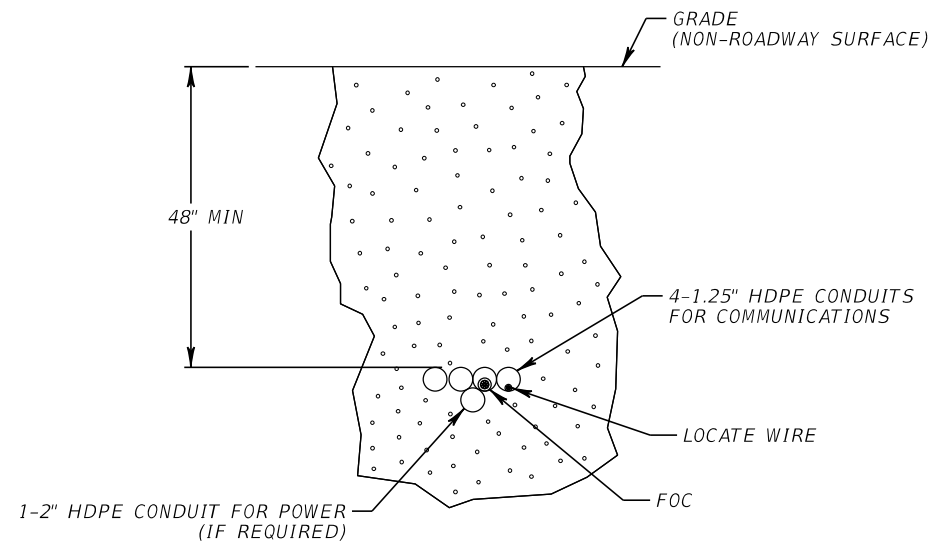 GRADE
(NON-ROADWAY SURFACE)
48" MIN
4-1.25" HDPE CONDUITS
FOR COMMUNICATIONS
LOCATE WIRE
FOC
1-2" HDPE CONDUIT FOR POWER
(IF REQUIRED)